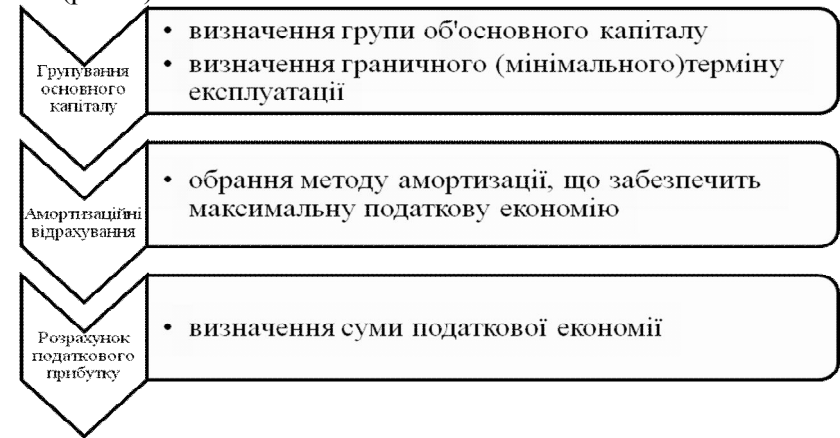 Групування
основного
капіталу
• визначення групи об'основного капіталу
• визначення граничного (мінімального)терміну
експлуатації
Амортизаційні
відрахування
• обрання методу амортизації, що забезпечить
максимальну податкову економію
Розрахунок
податкового
прибутку
• визначення суми податкової економії